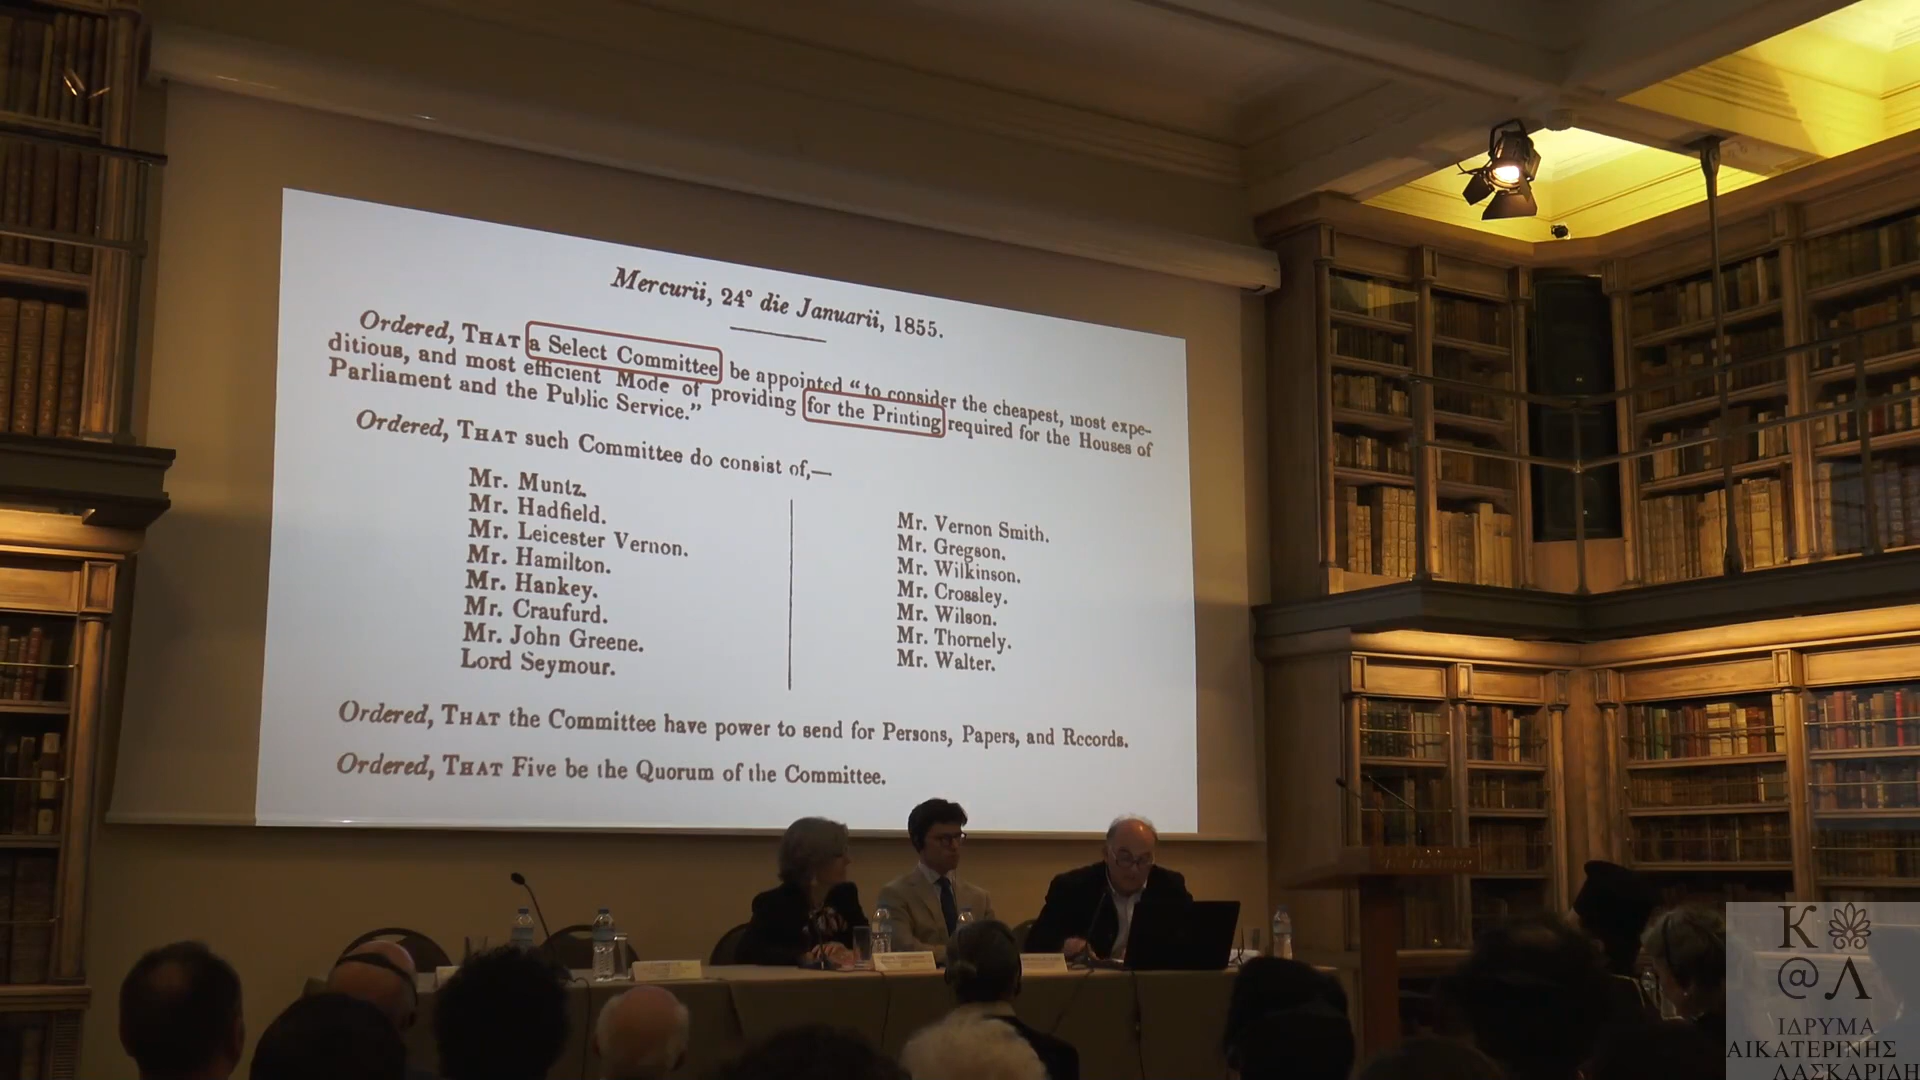 Mercurii, 24° die Januarii, 1855.
Ordered, THAT a Select Committee be appointed “to consider the cheapest, most expe-
ditious, and most efficient Mode of providing for the Printing required for the Houses of
Parliament and the Public Service.”
Ordered, THAT such Committee do consist of,—
Mr. Muntz.
Mr. Hadfield.
Mr. Leicester Vernon.
Mr. Hamilton.
Mr. Hankey.
Mr. Craufurd.
Mr. John Greene.
Lord Seymour.
Mr. Vernon Smith.
Mr. Gregson.
Mr. Wilkinson.
Mr. Crossley.
Mr. Wilson.
Mr. Thornely.
Mr. Walter.
Ordered, THAT the Committee have power to send for Persons, Papers, and Records.
Ordered, THAT Five be the Quorum of the Committee.
Κ
@Λ
ΙΔΡΥΜΑ
ΑΙΚΑΤΕΡΙΝΗΣ
ΛΑΣΚΑΡΙΔΗ